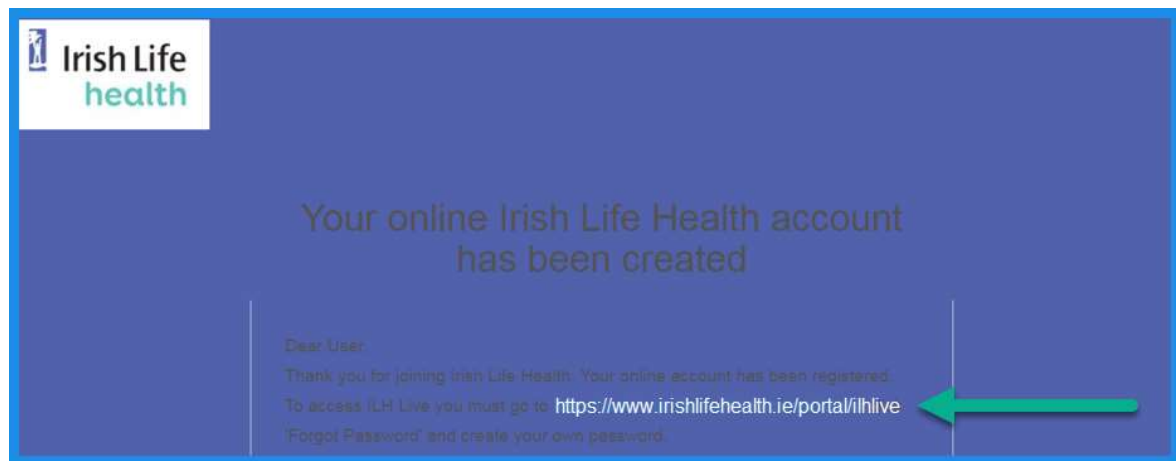 Irish Life
health
Your online Irish Life Health account
has been created
Dear User,
Thank you for joining Irish Life Health. Your online account has been registered.
To access ILH Live you must go to https://www.irishlifehealth.ie/portal/ilhlive
'Forgot Password' and create your own password.